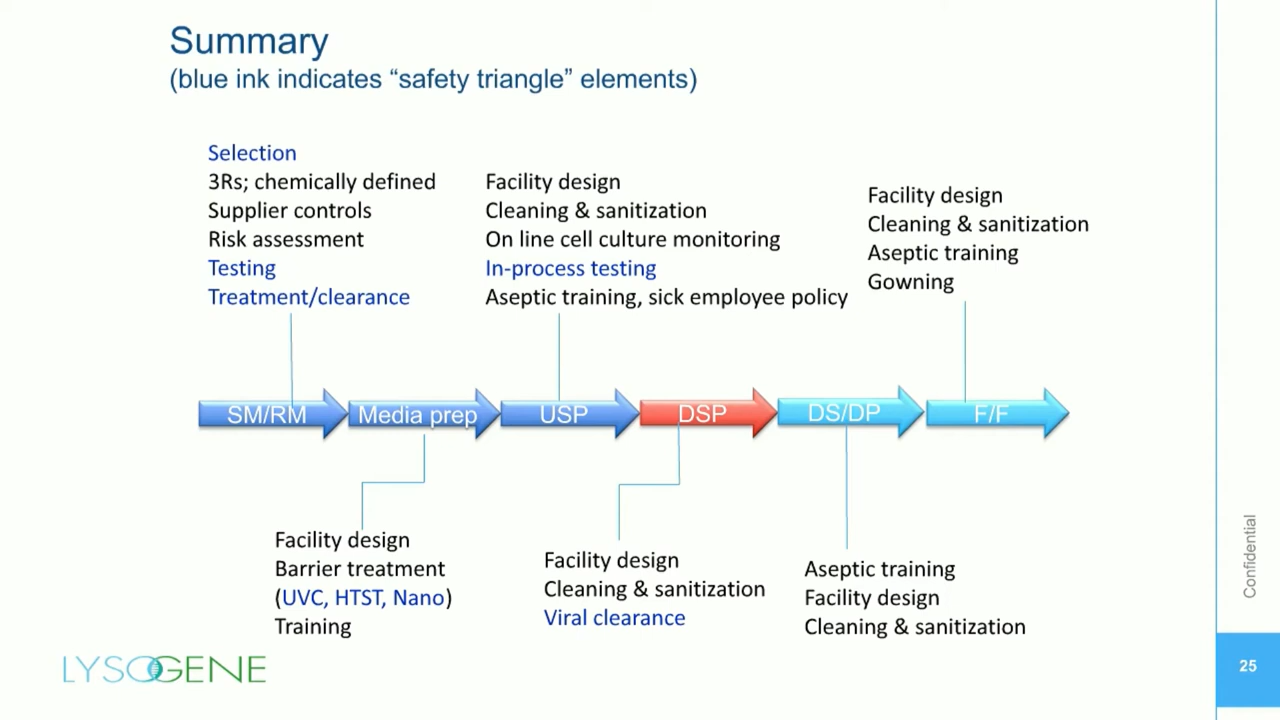 Summary
(blue ink indicates “safety triangle” elements)
Selection
3Rs; chemically defined
Supplier controls
Risk assessment
Testing
Treatment/clearance
Facility design
Cleaning & sanitization
On line cell culture monitoring
In-process testing
Aseptic training, sick employee policy
Facility design
Cleaning & sanitization
Aseptic training
Gowning
SM/RM
Media prep
USP
DSP
DS/DP
F/F
Facility design
Barrier treatment
(UVC, HTST, Nano)
Training
Facility design
Cleaning & sanitization
Viral clearance
Aseptic training
Facility design
Cleaning & sanitization
Confidential
LYSOGENE
25